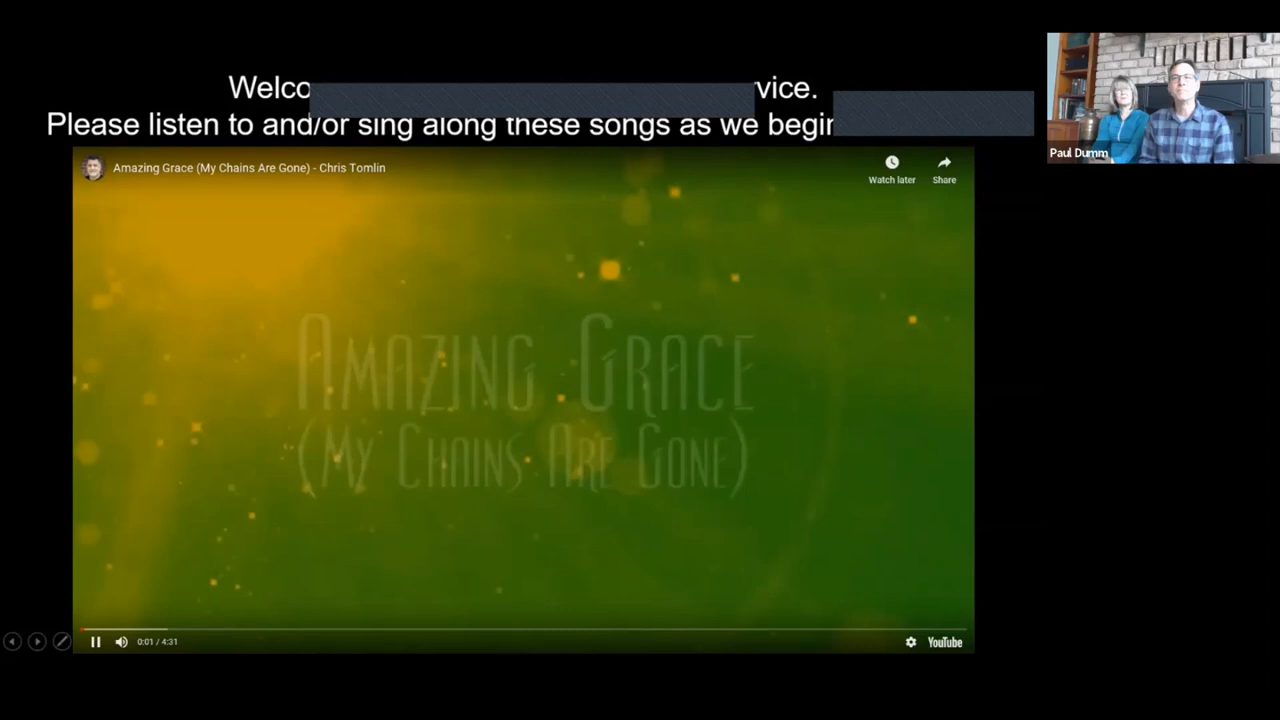 Welco vice.
Please listen to and/or sing along these songs as we begin
Paul Dumm
Amazing Grace (My Chains Are Gone) - Chris Tomlin
Watch later
Share
AMAZING GRACE
(MY CHAINS ARE GONE)
0:01 / 4:31
YouTube